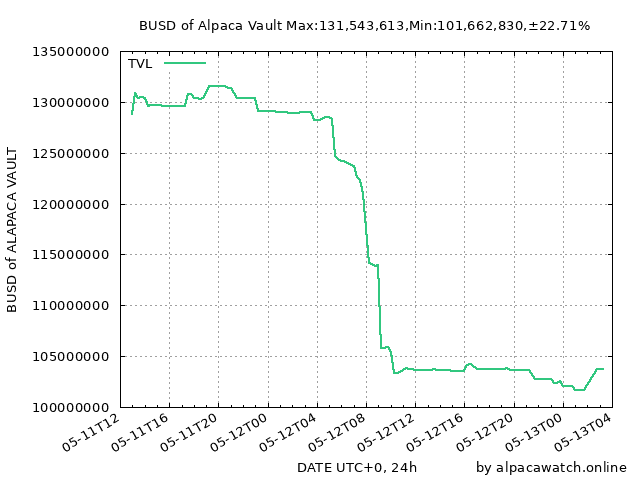 BUSD of Alpaca Vault Max:131,543,613,Min:101,662,830,±22.71%
TVL
BUSD of ALAPACA VAULT
135000000
130000000
125000000
120000000
115000000
110000000
105000000
100000000
05-11T12
05-11T16
05-11T20
05-12T00
05-12T04
05-12T08
05-12T12
05-12T16
05-12T20
05-13T00
05-13T04
DATE UTC+0, 24h
by alpacawatch.online